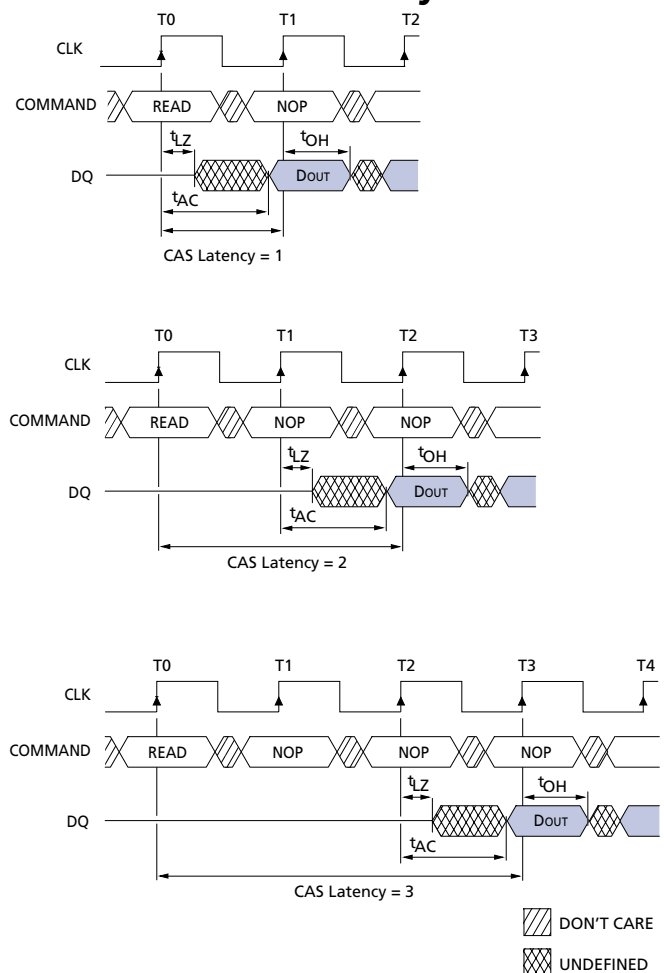 T0 T1 T2
CLK
COMMAND READ NOP
tLZ tOH
DQ DOUT
tAC
CAS Latency = 1
T0 T1 T2 T3
CLK
COMMAND READ NOP NOP
tLZ tOH
DQ DOUT
tAC
CAS Latency = 2
T0 T1 T2 T3 T4
CLK
COMMAND READ NOP NOP NOP
tLZ tOH
DQ DOUT
tAC
CAS Latency = 3
DON'T CARE
UNDEFINED